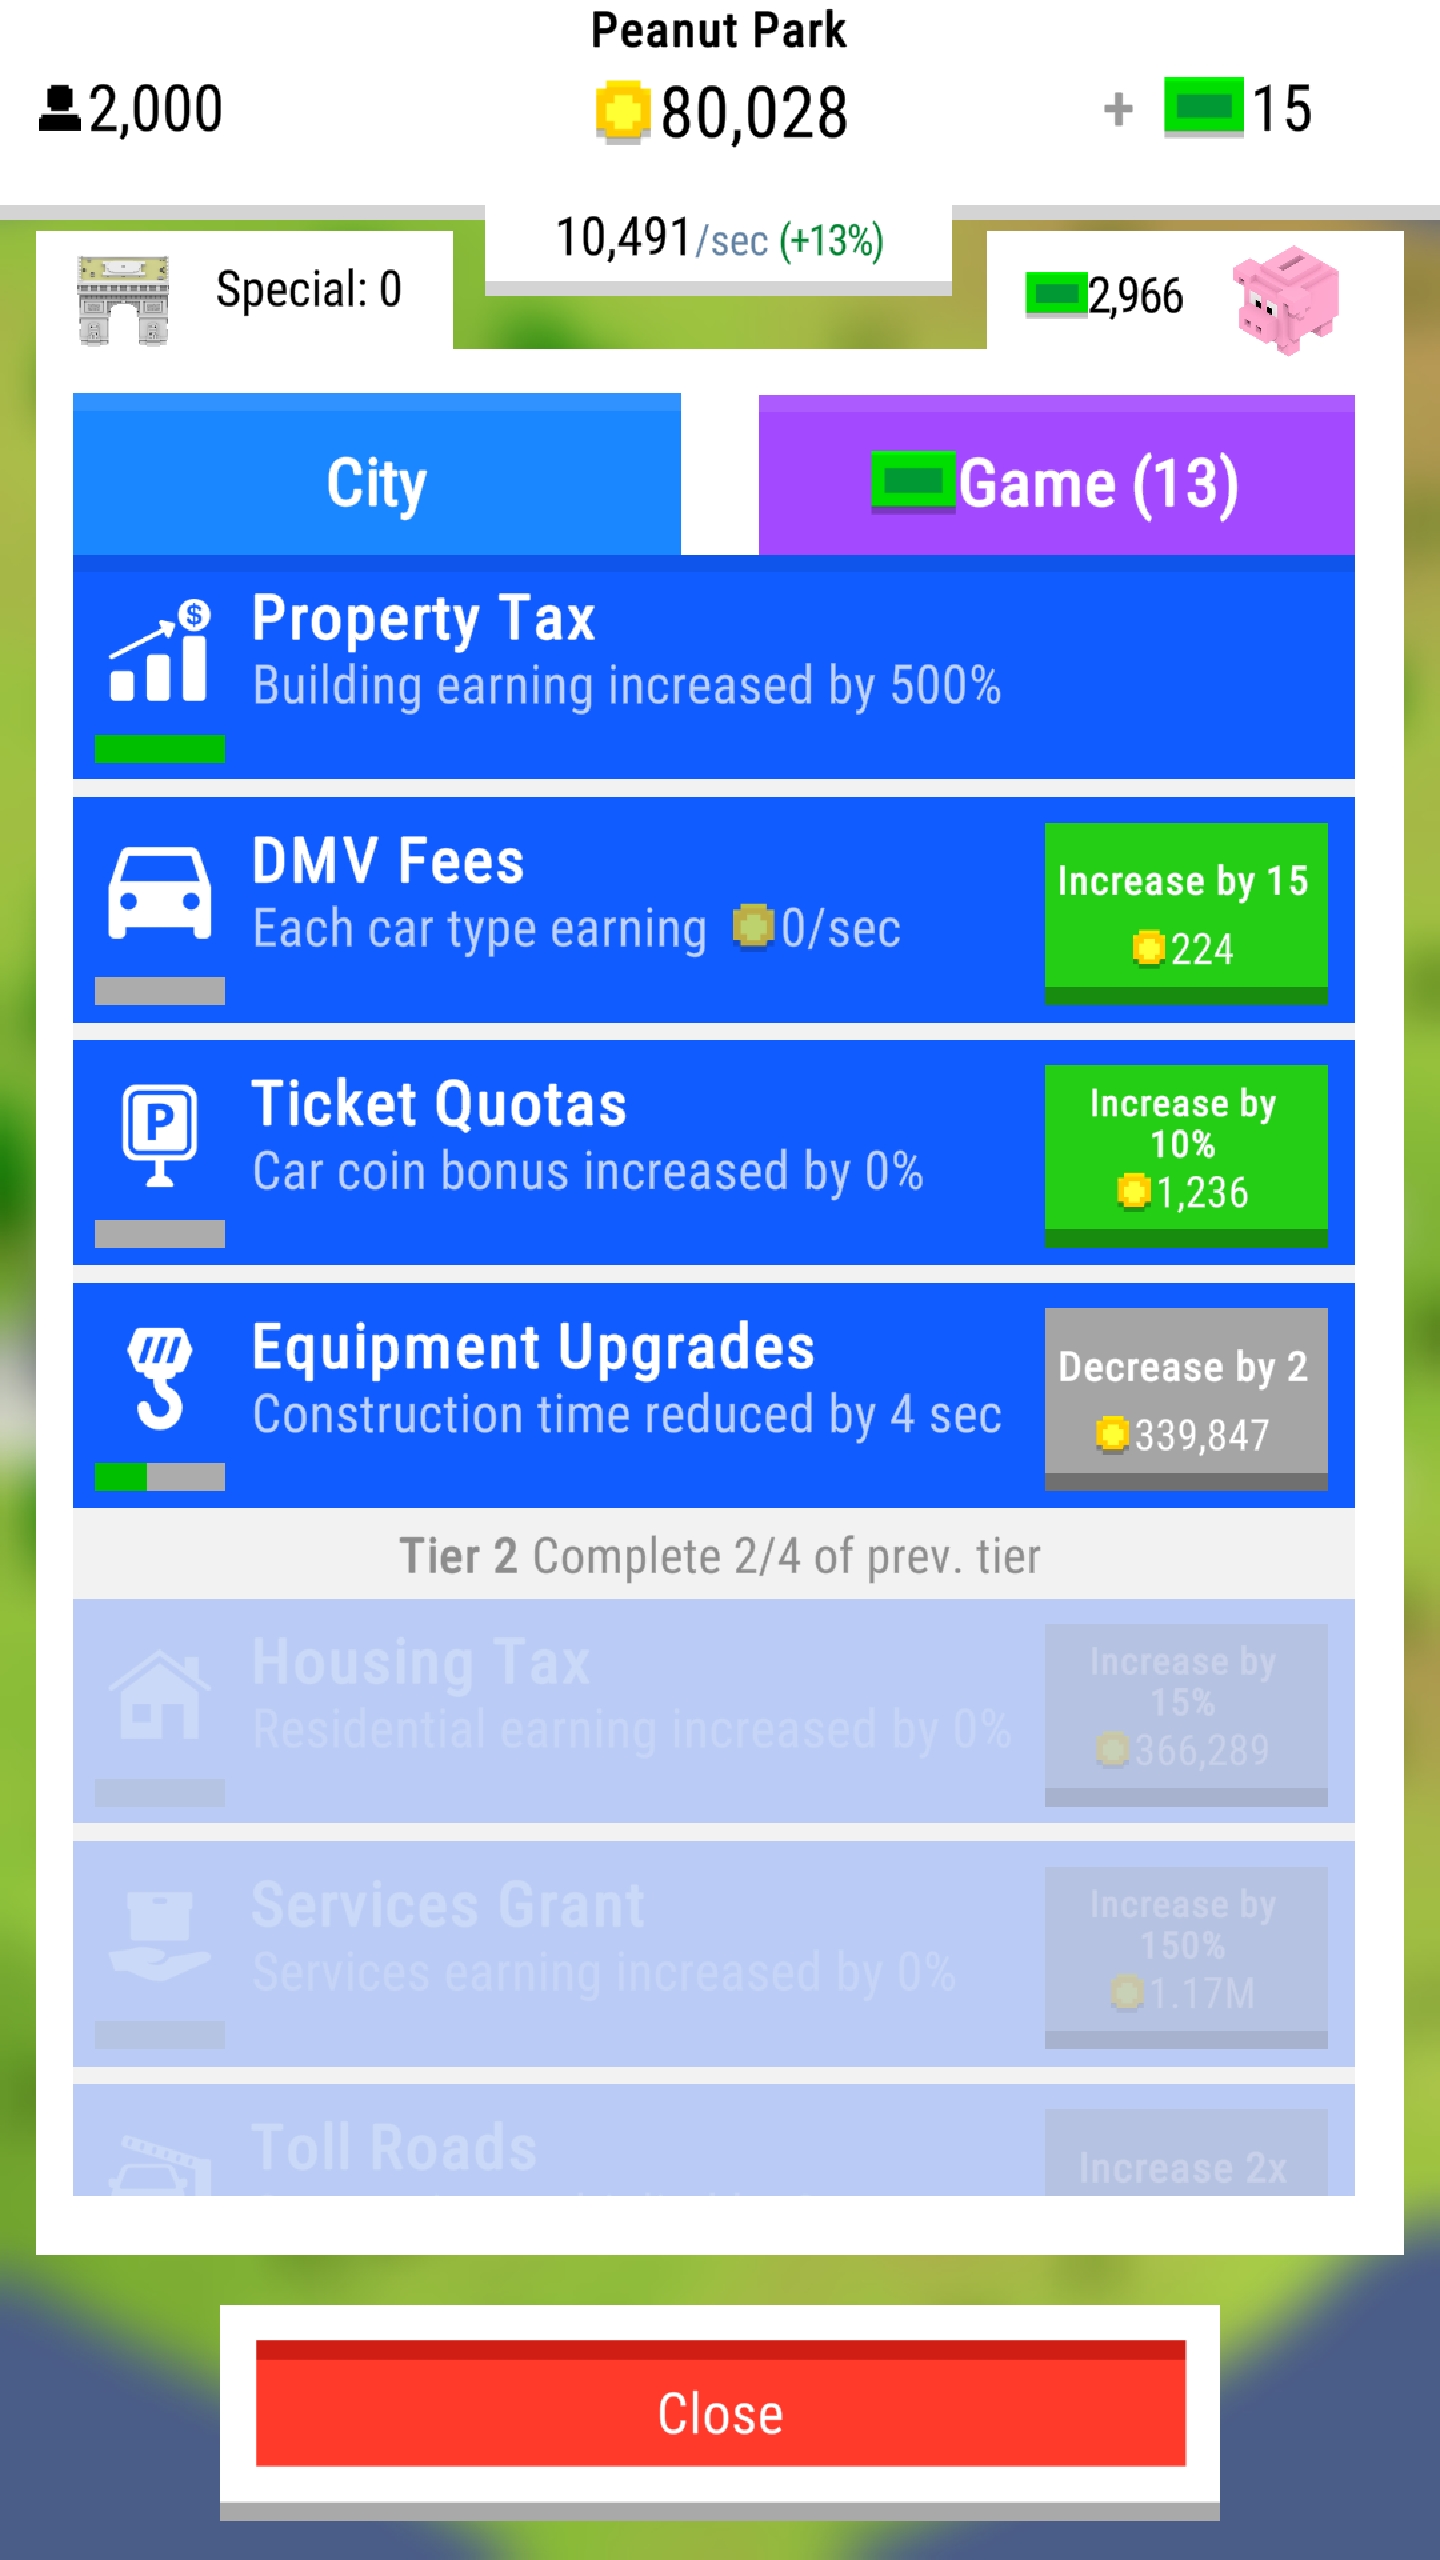 Peanut Park
2,000
80,028
+ 15
10,491/sec (+13%)
Special: 0
2,966
City
Game (13)
Property Tax
Building earning increased by 500%
DMV Fees
Each car type earning 0/sec
Increase by 15
224
Ticket Quotas
Car coin bonus increased by 0%
Increase by
10%
1,236
Equipment Upgrades
Construction time reduced by 4 sec
Decrease by 2
339,847
Tier 2 Complete 2/4 of prev. tier
Housing Tax
Residential earning increased by 0%
Increase by
15%
366,289
Services Grant
Services earning increased by 0%
Increase by
150%
1.17M
Toll Roads
Increase 2x
Close